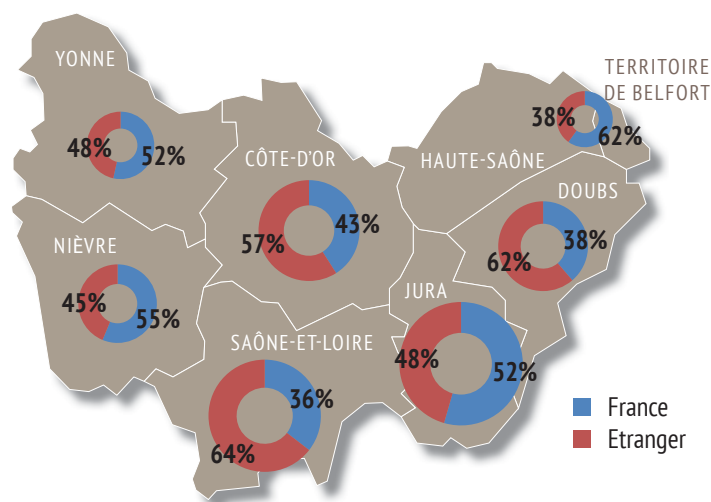 YONNE
48%
52%
CÔTE-D'OR
57%
43%
HAUTE-SAÔNE
TERRITOIRE
DE BELFORT
38%
62%
DOUBS
62%
38%
NIÈVRE
45%
55%
JURA
48%
52%
SAÔNE-ET-LOIRE
64%
36%
France
Etranger